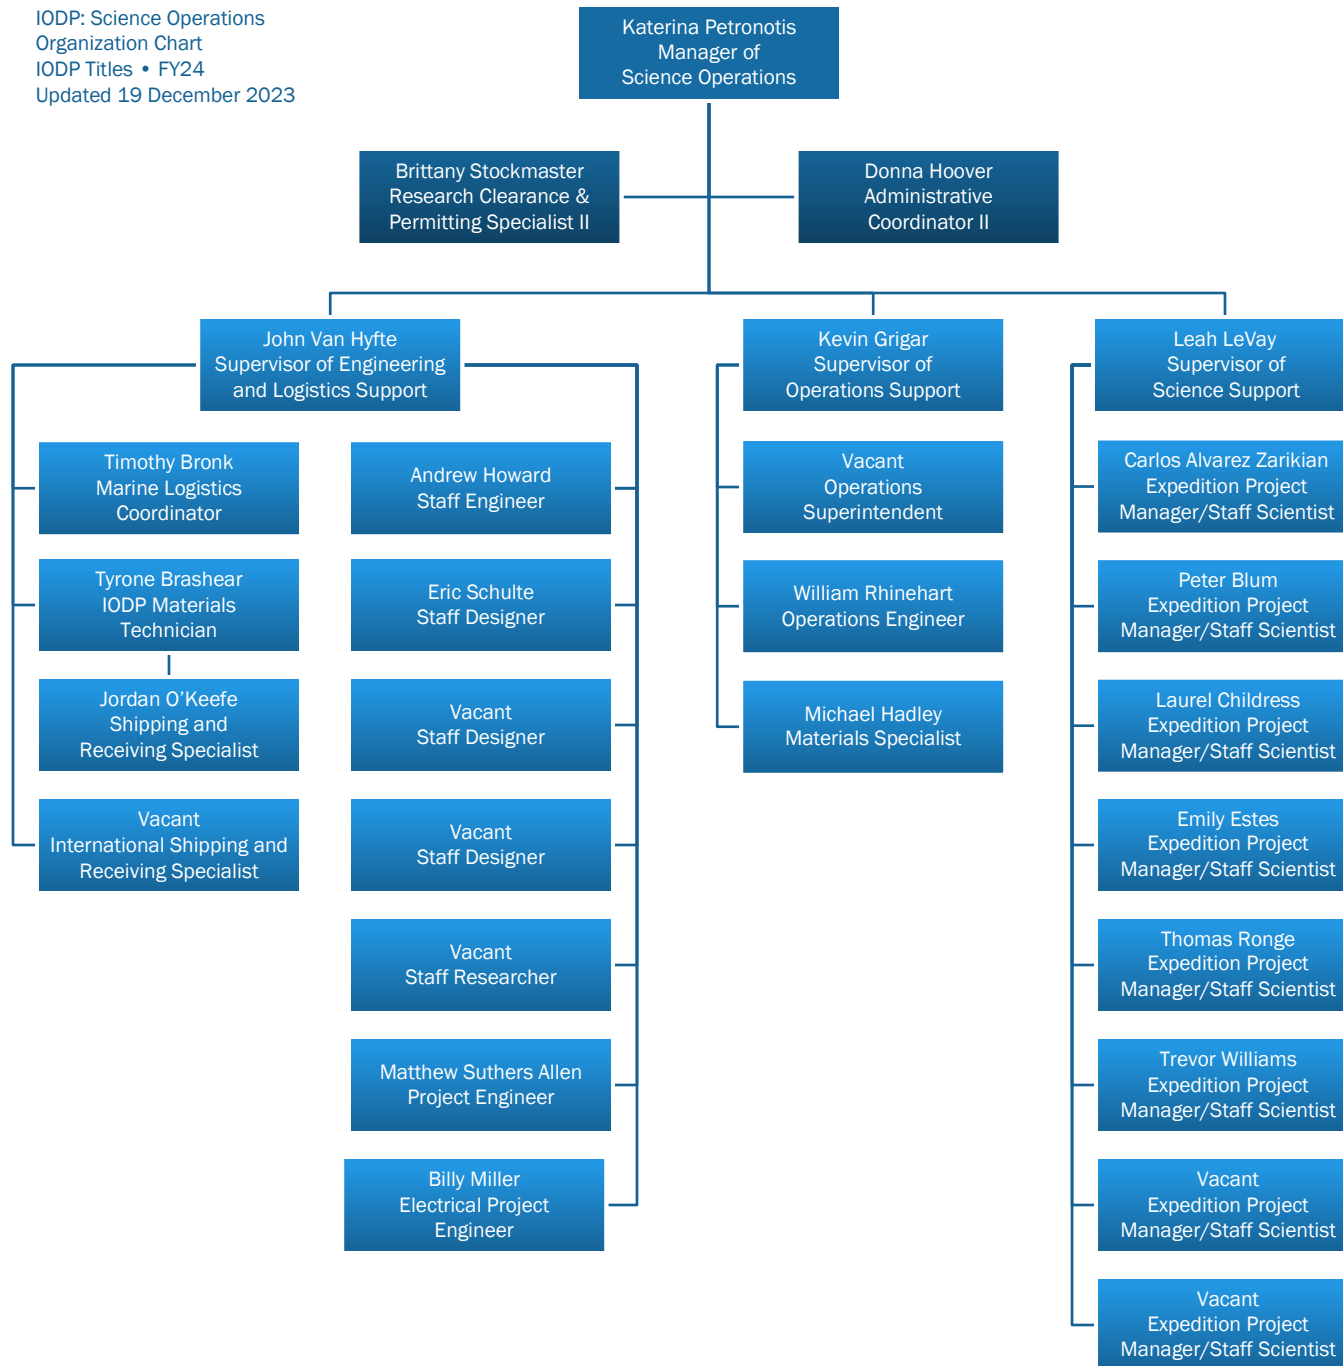 IODP: Science Operations
Organization Chart
IODP Titles • FY24
Updated 19 December 2023
Katerina Petronotis
Manager of
Science Operations
Brittany Stockmaster
Research Clearance &
Permitting Specialist II
Donna Hoover
Administrative
Coordinator II
John Van Hyfte
Supervisor of Engineering
and Logistics Support
Timothy Bronk
Marine Logistics
Coordinator
Tyrone Brashear
IODP Materials
Technician
Jordan O’Keefe
Shipping and
Receiving Specialist
Vacant
International Shipping and
Receiving Specialist
Andrew Howard
Staff Engineer
Eric Schulte
Staff Designer
Vacant
Staff Designer
Vacant
Staff Designer
Vacant
Staff Researcher
Matthew Suthers Allen
Project Engineer
Billy Miller
Electrical Project
Engineer
Kevin Grigar
Supervisor of
Operations Support
Vacant
Operations
Superintendent
William Rhinehart
Operations Engineer
Michael Hadley
Materials Specialist
Leah LeVay
Supervisor of
Science Support
Carlos Alvarez Zarikian
Expedition Project
Manager/Staff Scientist
Peter Blum
Expedition Project
Manager/Staff Scientist
Laurel Childress
Expedition Project
Manager/Staff Scientist
Emily Estes
Expedition Project
Manager/Staff Scientist
Thomas Ronge
Expedition Project
Manager/Staff Scientist
Trevor Williams
Expedition Project
Manager/Staff Scientist
Vacant
Expedition Project
Manager/Staff Scientist
Vacant
Expedition Project
Manager/Staff Scientist